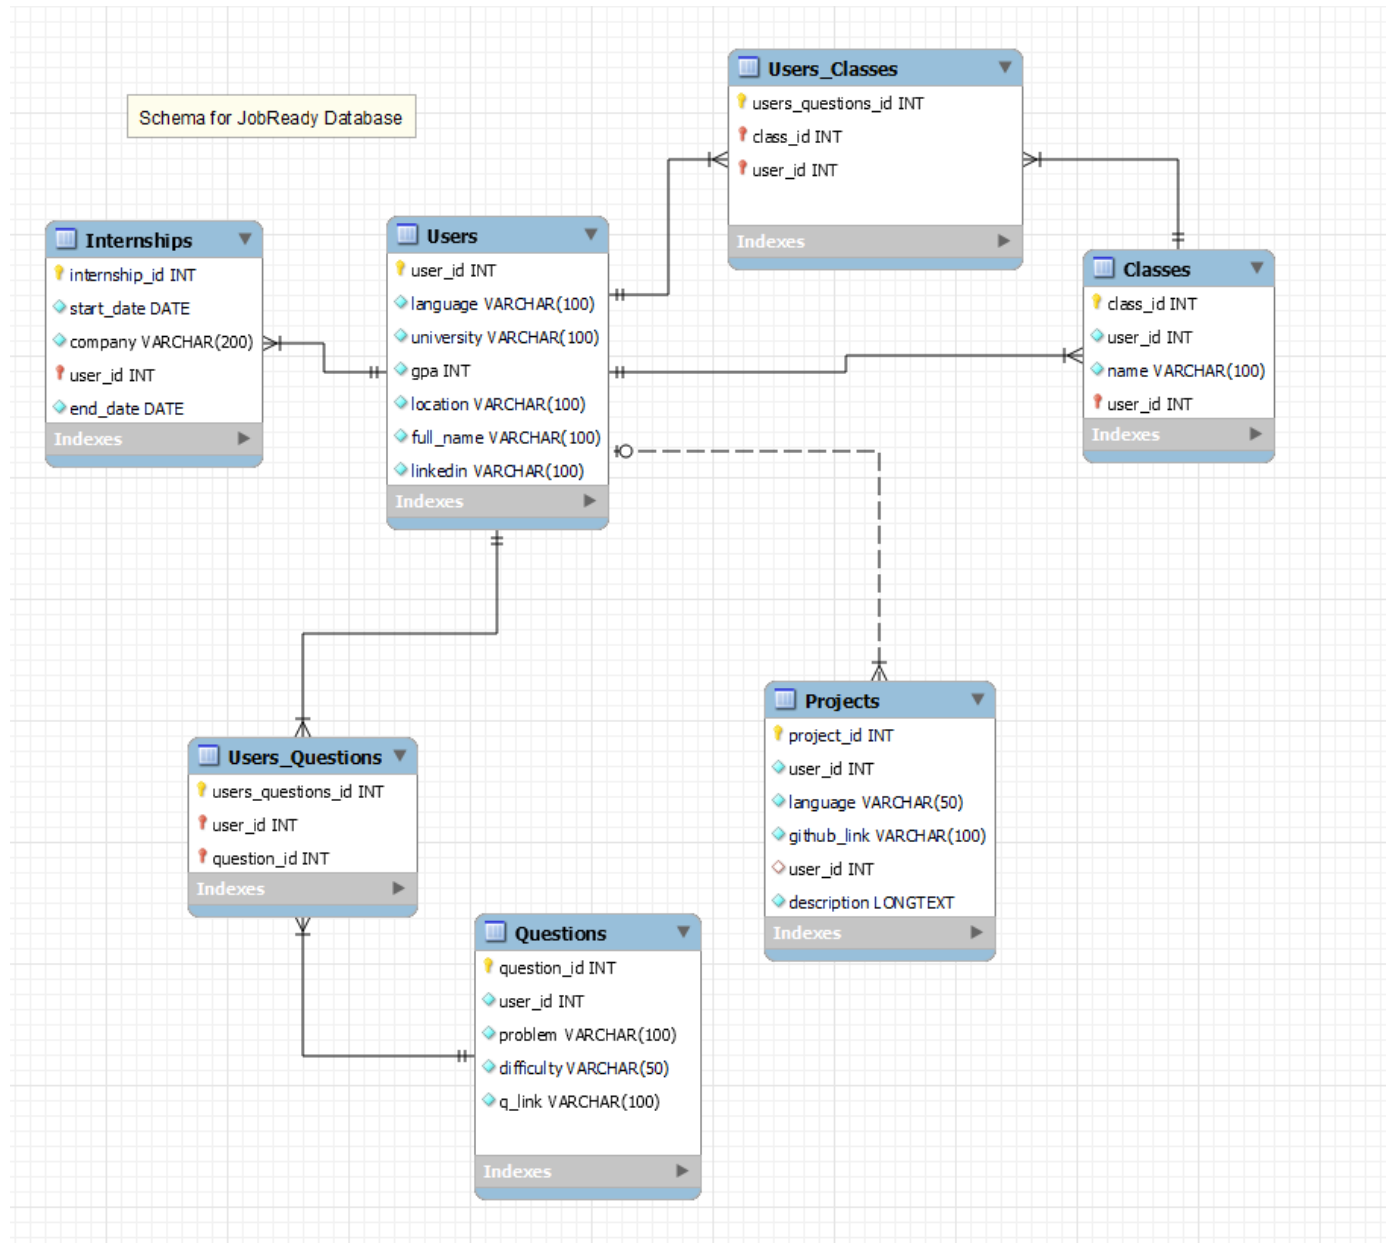 Schema for JobReady Database
Users_Classes
users_questions_id INT
class_id INT
user_id INT
Indexes
Internships
internship_id INT
start_date DATE
company VARCHAR(200)
user_id INT
end_date DATE
Indexes
Users
user_id INT
language VARCHAR(100)
university VARCHAR(100)
gpa INT
location VARCHAR(100)
full_name VARCHAR(100)
linkedin VARCHAR(100)
Indexes
Classes
class_id INT
user_id INT
name VARCHAR(100)
user_id INT
Indexes
Users_Questions
users_questions_id INT
user_id INT
question_id INT
Indexes
Projects
project_id INT
user_id INT
language VARCHAR(50)
github_link VARCHAR(100)
user_id INT
description LONGTEXT
Indexes
Questions
question_id INT
user_id INT
problem VARCHAR(100)
difficulty VARCHAR(50)
q_link VARCHAR(100)
Indexes